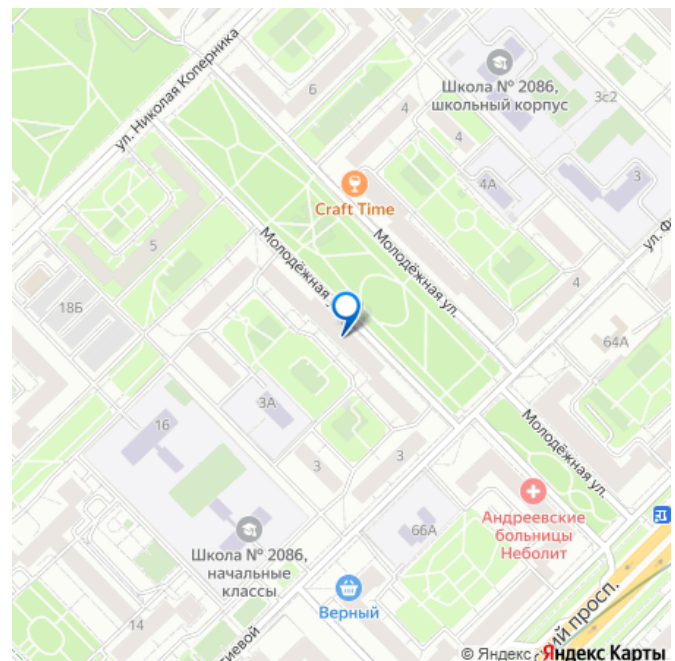 ул. Николая Коперника
6
Школа № 2086,
школьный корпус
3с2
4
4
4А
3
Craft Time
ул. Ф
5
Молодёжная у
Молодёжная ул.
4
18Б
64А
3А
16
3
3
Молодёжная ул.
Школа № 2086,
начальные
классы
66А
Андреевские
больницы
Неболит
Верный
14
гиевой
ий просп.
© Яндекс
Яндекс Карты